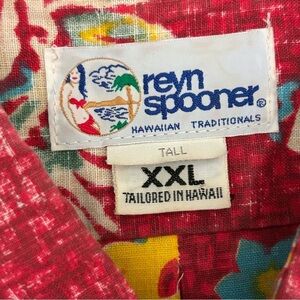 reyn
spooner®
HAWAIIAN TRADITIONALS
TALL
XXL
TAILORED IN HAWAII